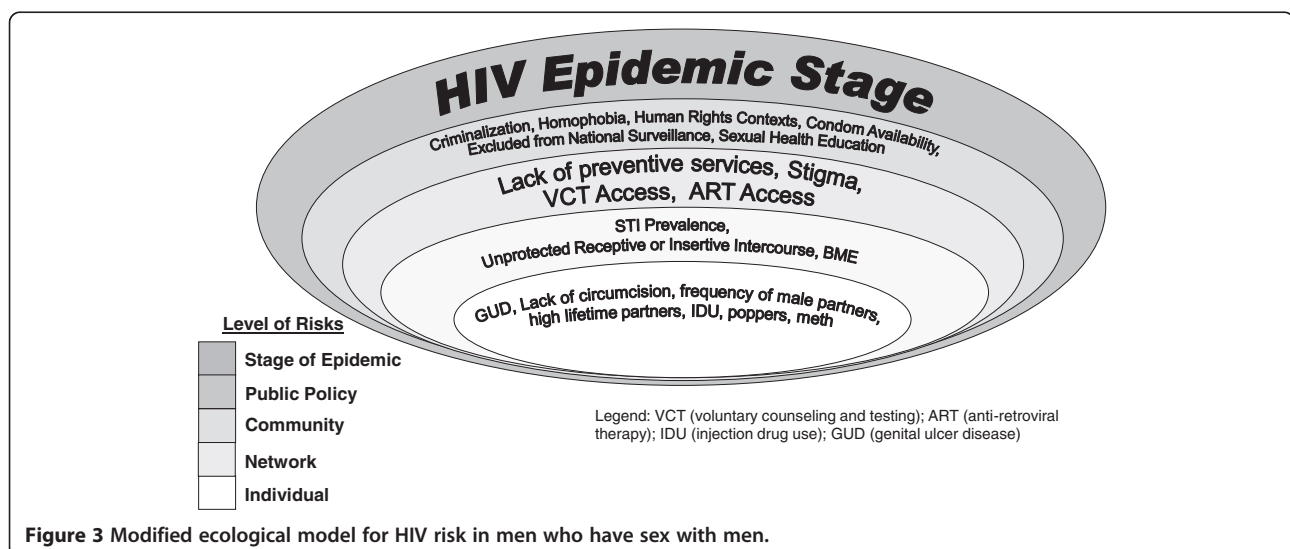 HIV Epidemic Stage
Criminalization, Homophobia, Human Rights Contexts, Condom Availability,
Excluded from National Surveillance, Sexual Health Education
Lack of preventive services, Stigma,
VCT Access, ART Access
STI Prevalence,
Unprotected Receptive or Insertive Intercourse, BME
GUD, Lack of circumcision, frequency of male partners,
high lifetime partners, IDU, poppers, meth
Level of Risks
Stage of Epidemic
Public Policy
Community
Network
Individual
Legend: VCT (voluntary counseling and testing); ART (anti-retroviral
therapy); IDU (injection drug use); GUD (genital ulcer disease)
Figure 3 Modified ecological model for HIV risk in men who have sex with men.